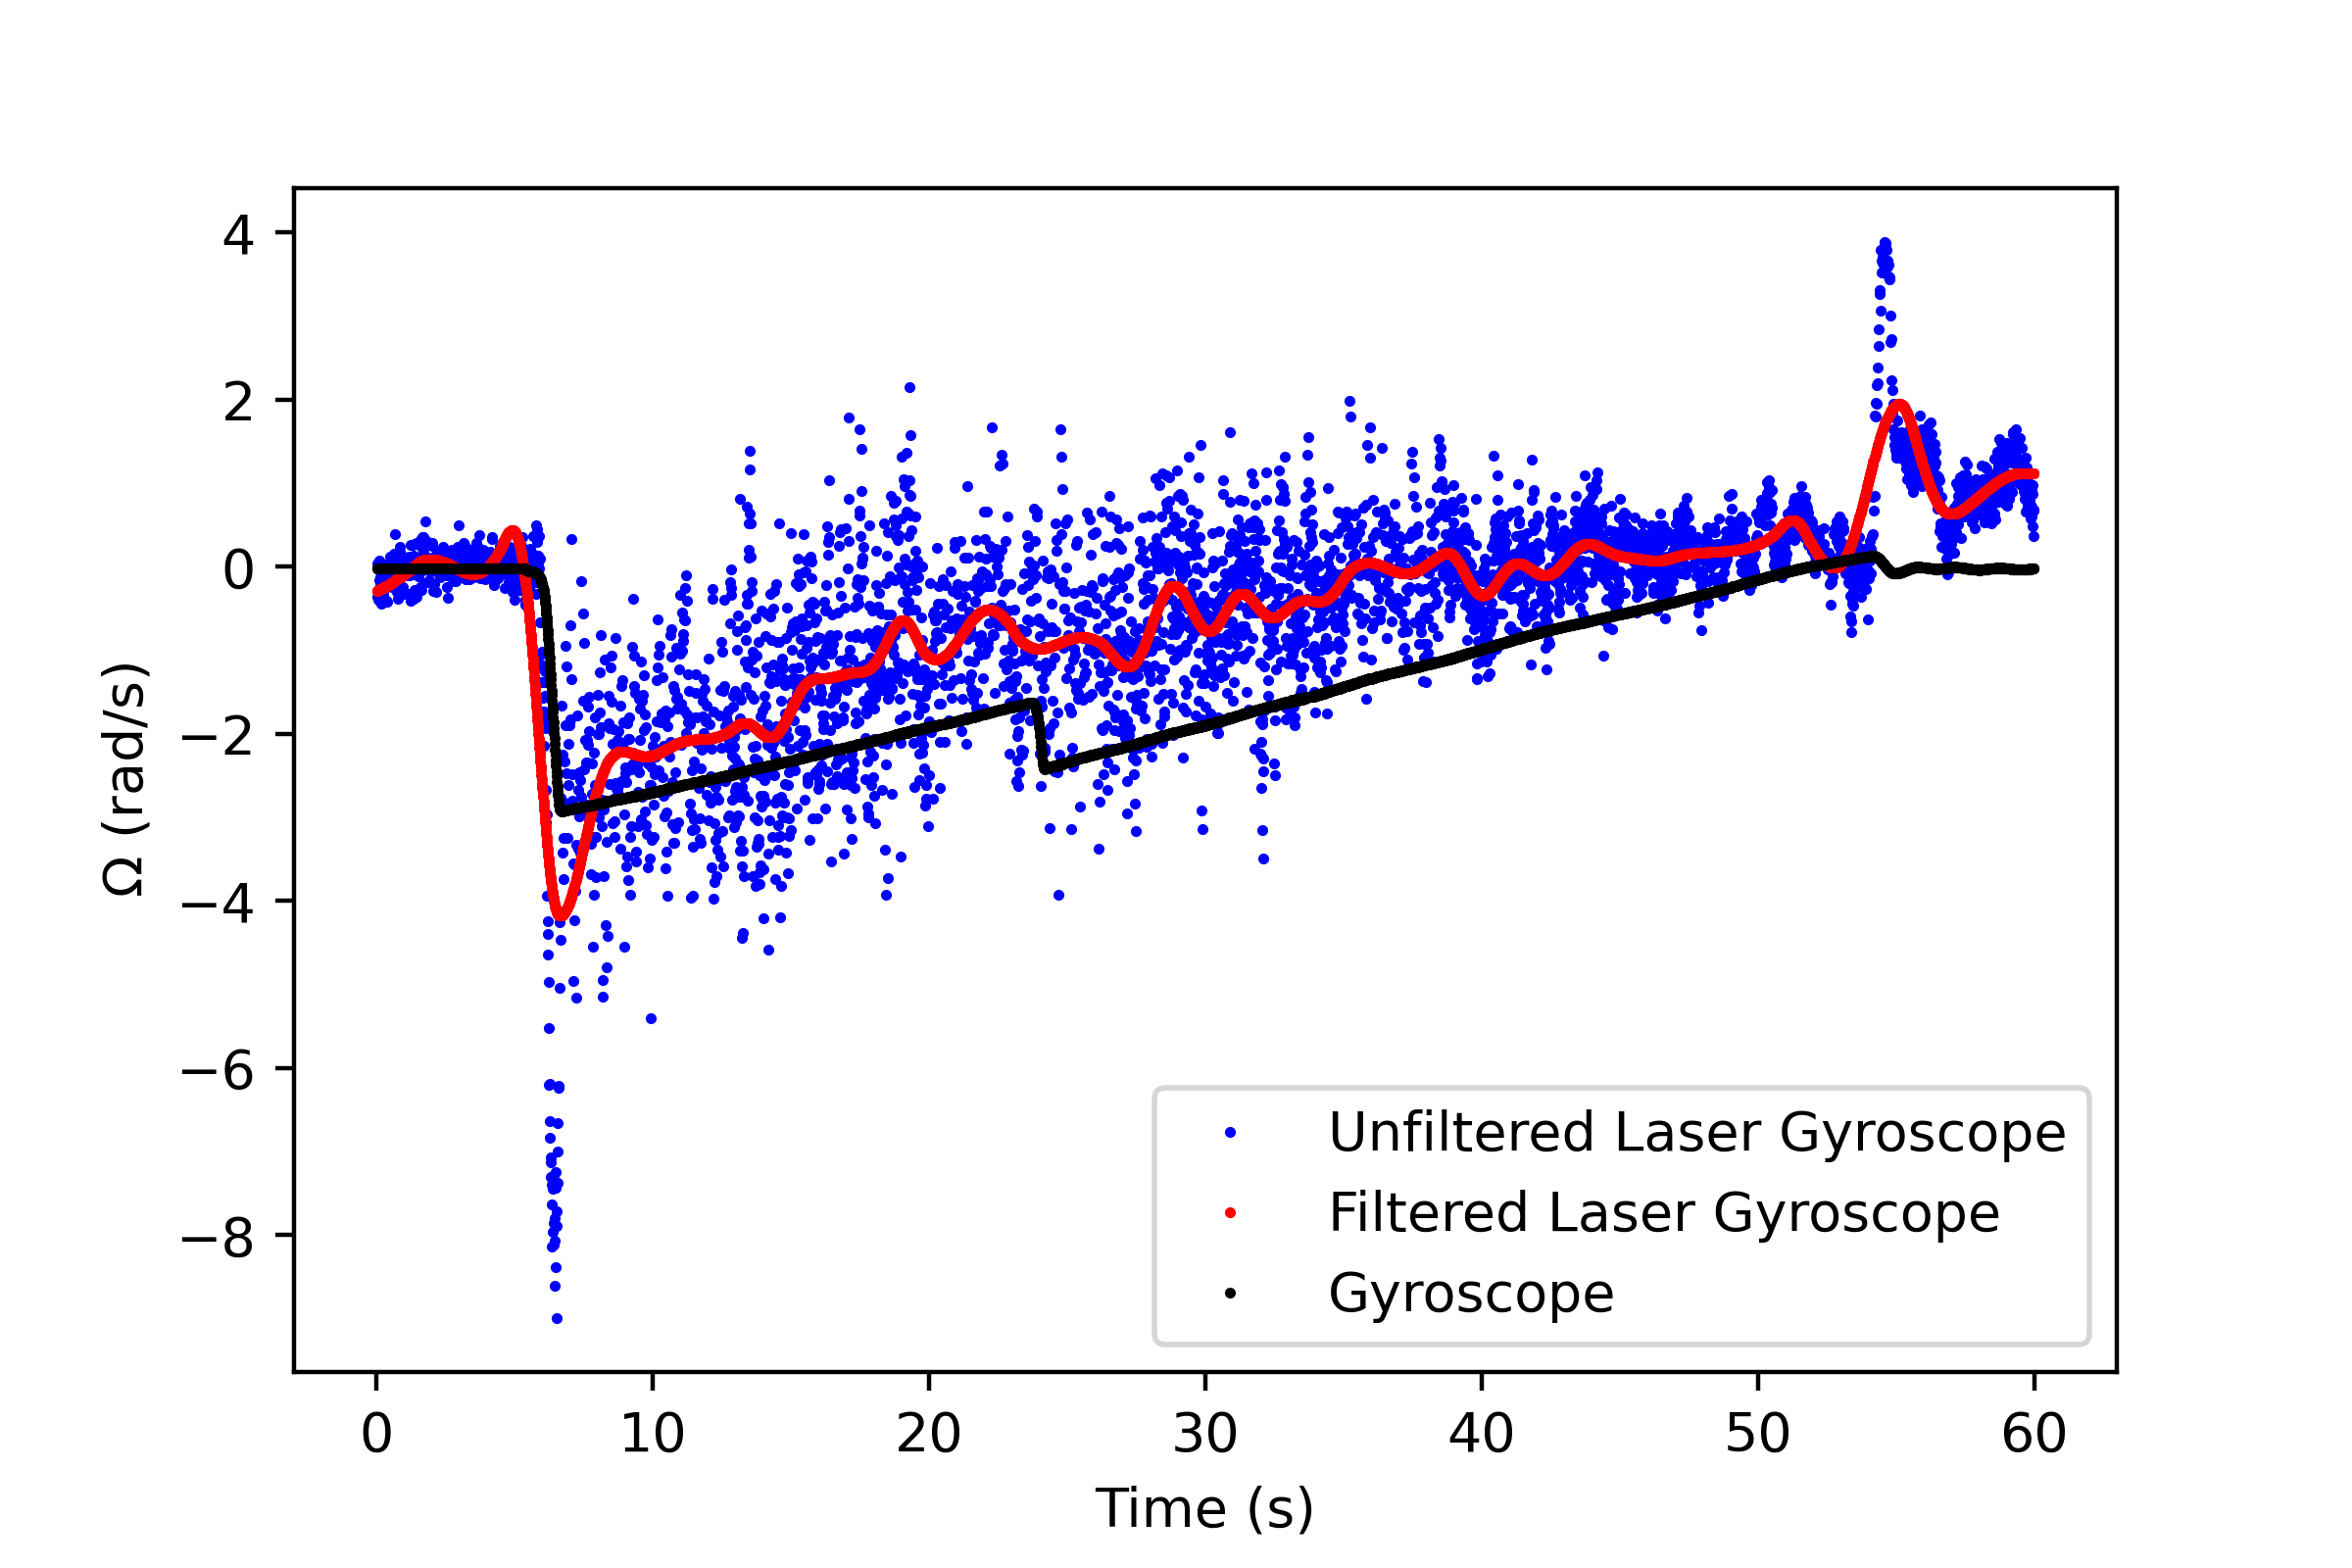 4
2
0
−2
−4
−6
−8
Ω (rad/s)
Unfiltered Laser Gyroscope
Filtered Laser Gyroscope
Gyroscope
0 10 20 30 40 50 60
Time (s)